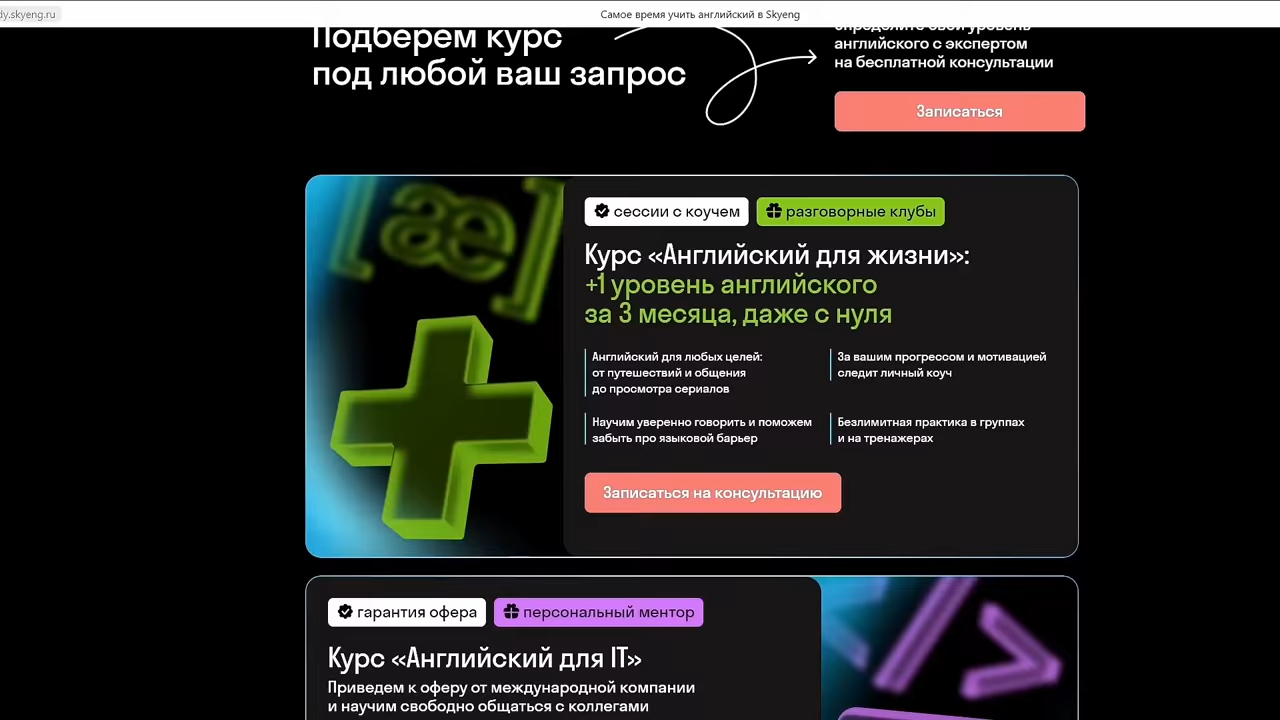 dy.skyeng.ru
Самое время учить английский в Skyeng
Подберем курс
под любой ваш запрос
определите свой уровень
английского с экспертом
на бесплатной консультации
Записаться
[æ]
сессии с коучем
разговорные клубы
Курс «Английский для жизни»:
+1 уровень английского
за 3 месяца, даже с нуля
Английский для любых целей:
от путешествий и общения
до просмотра сериалов
За вашим прогрессом и мотивацией
следит личный коуч
Научим уверенно говорить и поможем
забыть про языковой барьер
Безлимитная практика в группах
и на тренажерах
Записаться на консультацию
гарантия офера
персональный ментор
Курс «Английский для IT»
Приведем к оферу от международной компании
и научим свободно общаться с коллегами